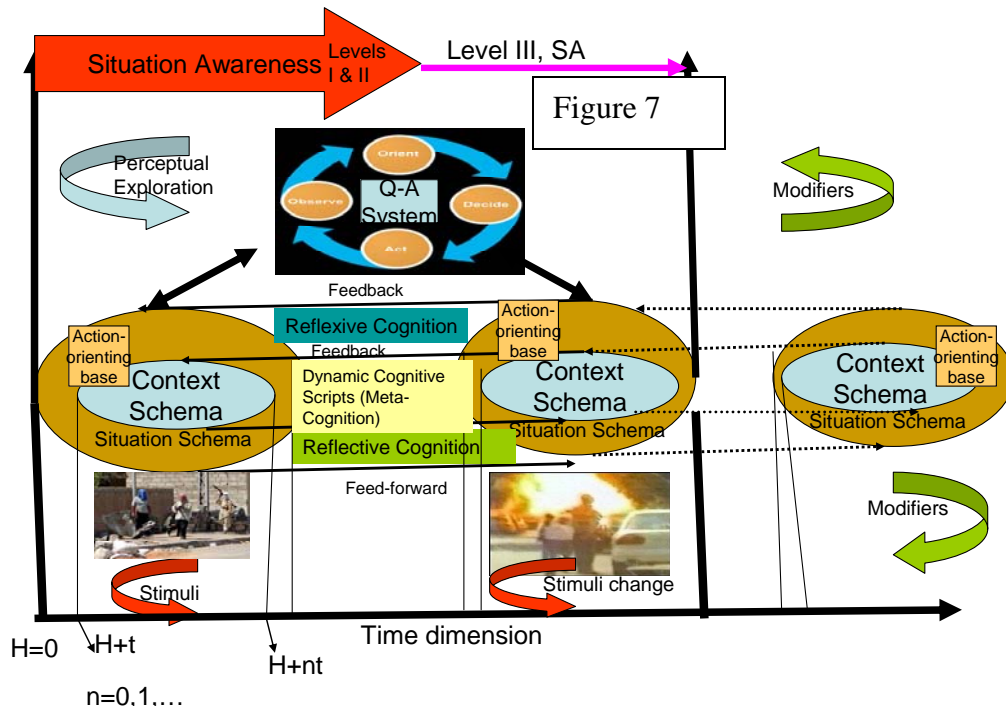 Situation Awareness
Levels
I & II
Level III, SA
Figure 7
Perceptual
Exploration
Orient
Observe
Q-A
System
Decide
Act
Modifiers
Feedback
Reflexive Cognition
Feedback
Action-
orienting
base
Context
Schema
Situation Schema
Dynamic Cognitive
Scripts (Meta-
Cognition)
Reflective Cognition
Feed-forward
Action-
orienting
base
Context
Schema
Situation Schema
Action-
orienting
base
Context
Schema
Situation Schema
Modifiers
Stimuli
Stimuli change
Time dimension
H=0
H+t
H+nt
n=0,1,…